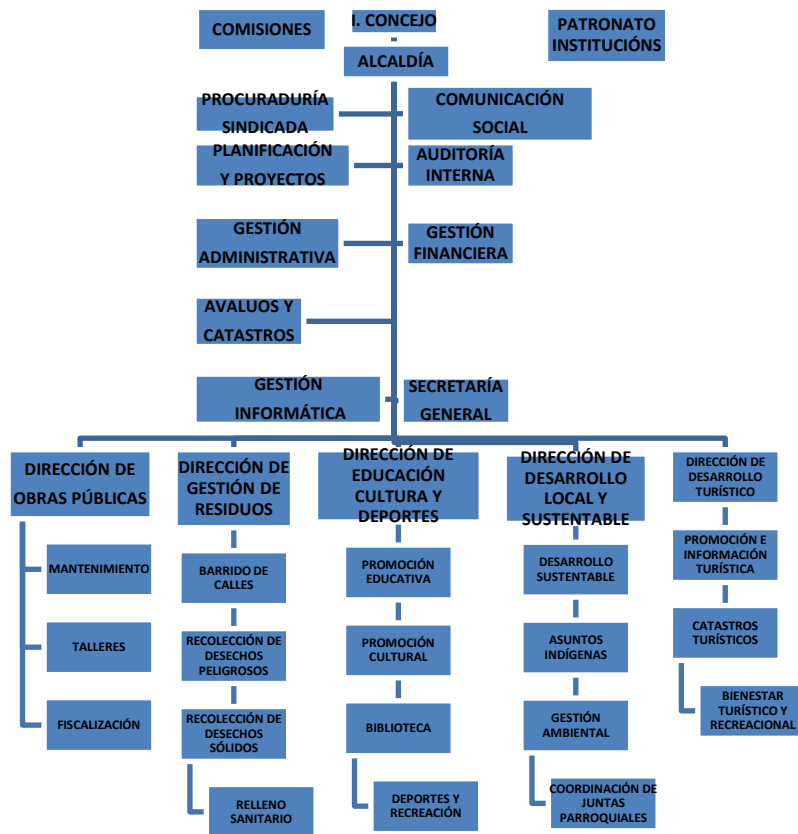 COMISIONES
I. CONCEJO
PATRONATO
INSTITUCIÓNS
ALCALDÍA
PROCURADURÍA
SINDICADA
COMUNICACIÓN
SOCIAL
PLANIFICACIÓN
Y PROYECTOS
AUDITORÍA
INTERNA
GESTIÓN
ADMINISTRATIVA
GESTIÓN
FINANCIERA
AVALUOS Y
CATASTROS
GESTIÓN
INFORMÁTICA
SECRETARÍA
GENERAL
DIRECCIÓN DE
OBRAS PÚBLICAS
MANTENIMIENTO
TALLERES
FISCALIZACIÓN
DIRECCIÓN DE
GESTIÓN DE
RESIDUOS
BARRIDO DE
CALLES
RECOLECCIÓN DE
DESECHOS
PELIGROSOS
RECOLECCIÓN DE
DESECHOS
SÓLIDOS
RELLENO
SANITARIO
DIRECCIÓN DE
EDUCACIÓN
CULTURA Y
DEPORTES
PROMOCIÓN
EDUCATIVA
PROMOCIÓN
CULTURAL
BIBLIOTECA
DEPORTES Y
RECREACIÓN
DIRECCIÓN DE
DESARROLLO
LOCAL Y
SUSTENTABLE
DESARROLLO
SUSTENTABLE
ASUNTOS
INDÍGENAS
GESTIÓN
AMBIENTAL
COORDINACIÓN DE
JUNTAS
PARROQUIALES
DIRECCIÓN DE
DESARROLLO
TURÍSTICO
PROMOCIÓN E
INFORMACIÓN
TURÍSTICA
CATASTROS
TURÍSTICOS
BIENESTAR
TURÍSTICO Y
RECREACIONAL